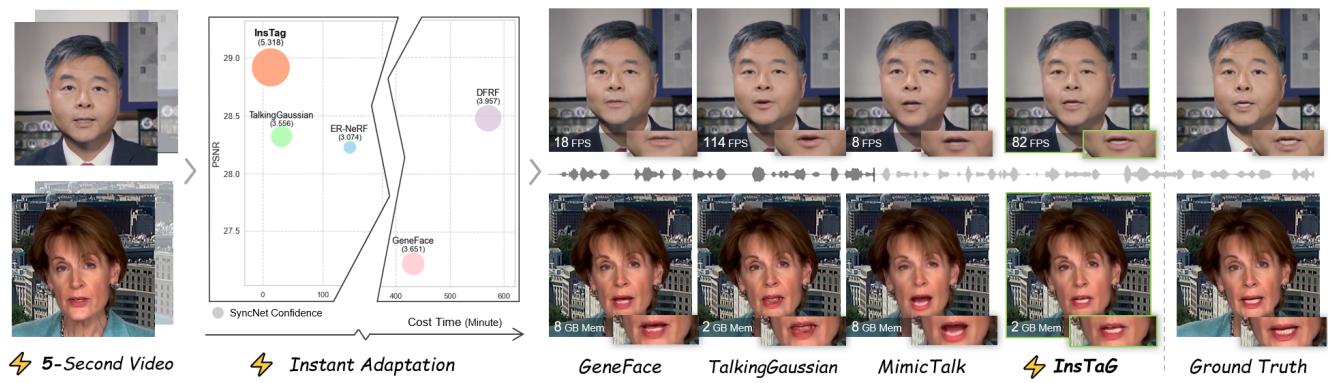 InsTag
(5.318)
TalkingGaussian
(3.556)
ER-NeRF
(3.074)
DFRF
(3.957)
GeneFace
(3.651)
PSNR
29.0
28.5
28.0
27.5
0
100
400
500
600
SyncNet Confidence
Cost Time (Minute)
18 FPS
114 FPS
8 FPS
82 FPS
8 GB Mem
2 GB Mem
8 GB Mem
2 GB Mem
5-Second Video
Instant Adaptation
GeneFace
TalkingGaussian
MimicTalk
InsTaG
Ground Truth